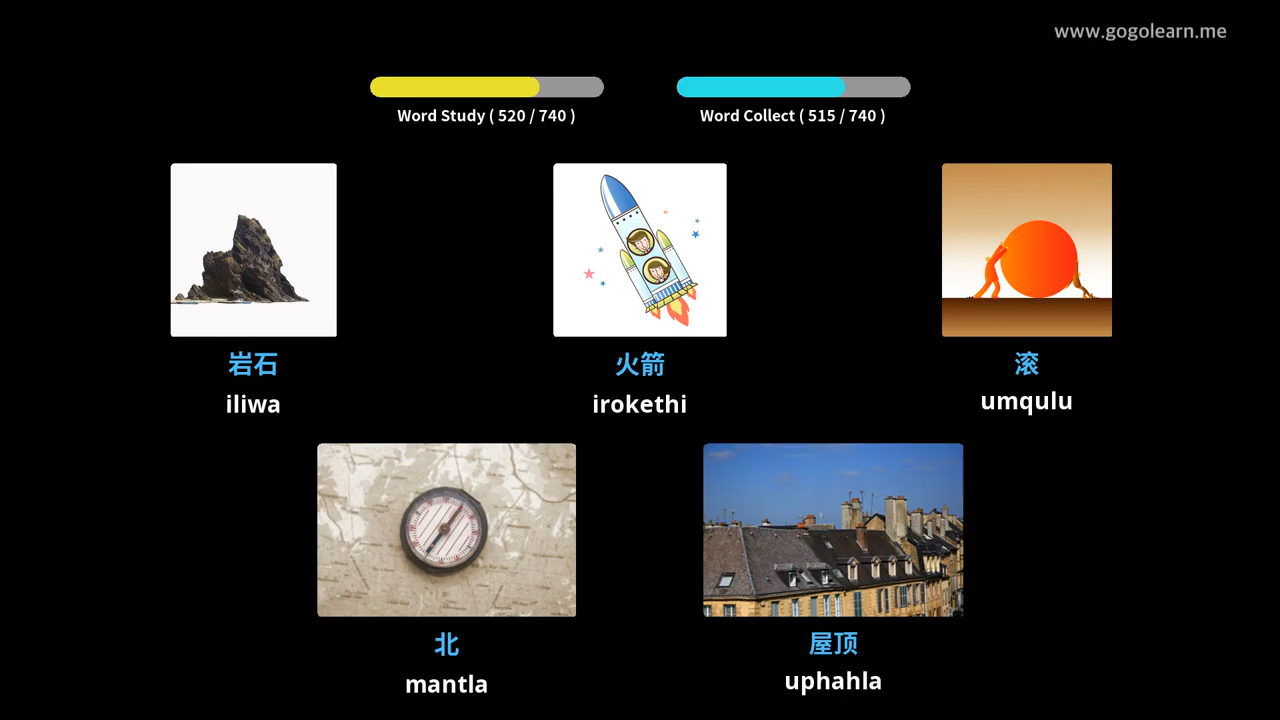 www.gogolearn.me
Word Study ( 520 / 740 )
Word Collect ( 515 / 740 )
岩石
iliwa
火箭
irokethi
滚
umqulu
北
mantla
屋顶
uphahla